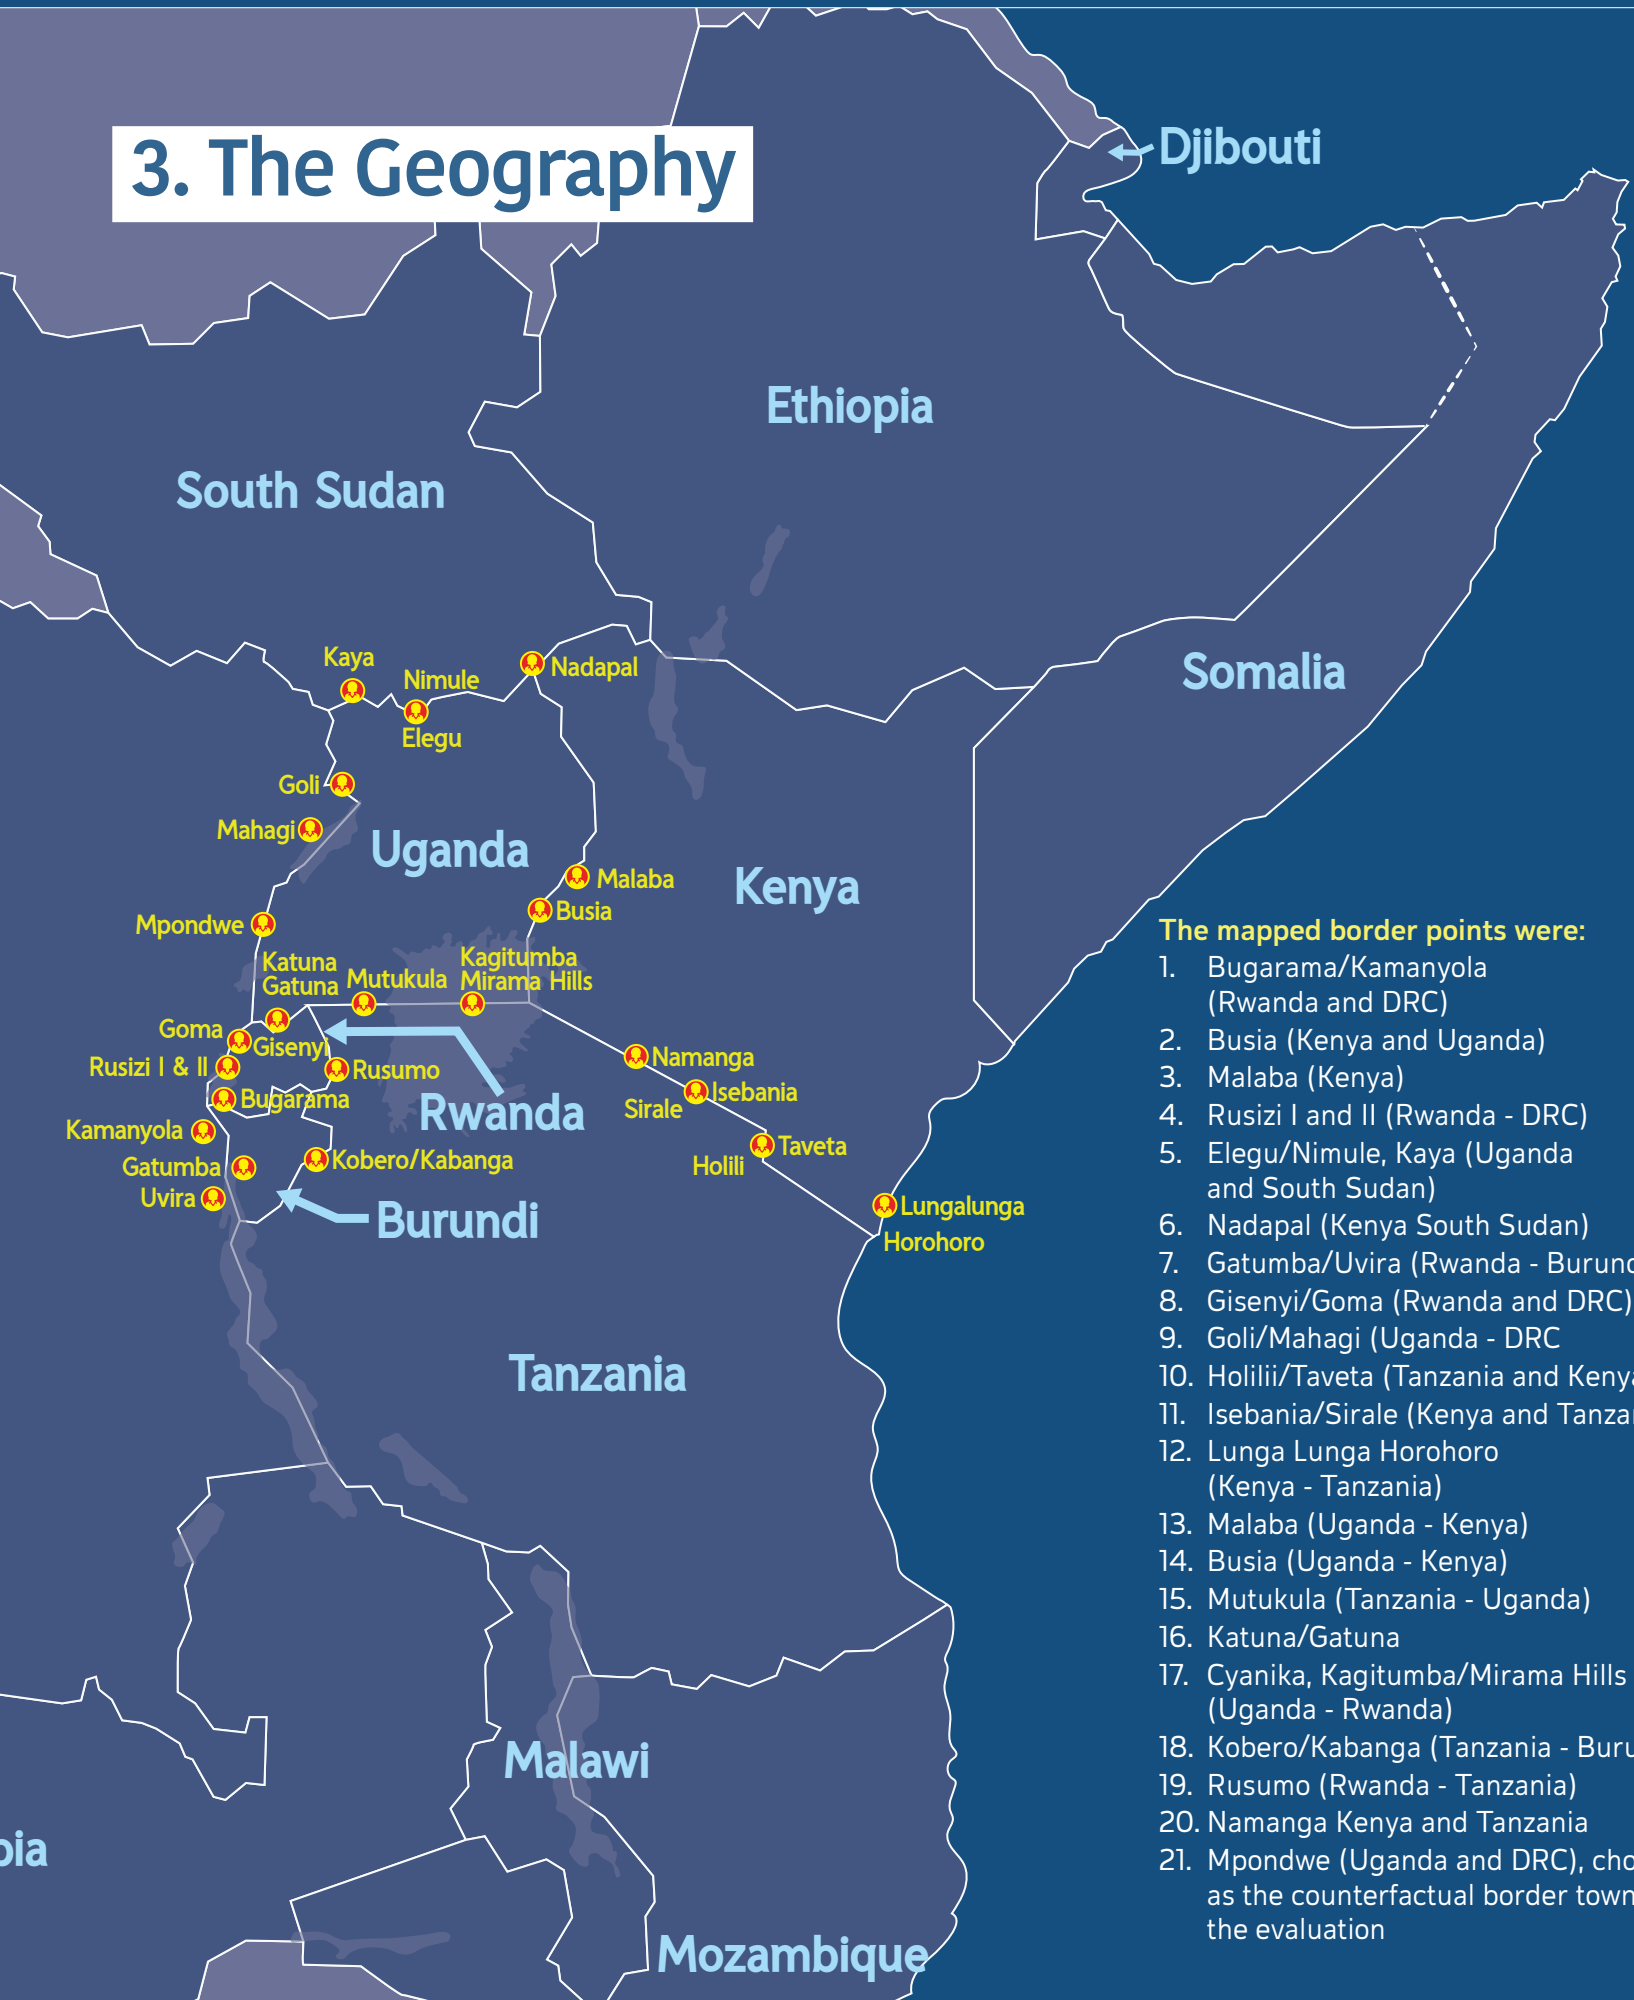 3. The Geography
Djibouti
Ethiopia
South Sudan
Somalia
Kaya
Nimule
Nadapal
Elegu
Goli
Mahagi
Uganda
Malaba
Kenya
Busia
Mpondwe
Katuna
Gatuna
Mutukula
Kagitumba
Mirama Hills
Goma
Gisenyi
Rusizi I & II
Rusumo
Namanga
Bugarama
Isebania
Sirale
Rwanda
Kamanyola
Taveta
Holili
Gatumba
Kobero/Kabanga
Uvira
Burundi
Lungalunga
Horohoro
Tanzania
Malawi
bia
Mozambique
The mapped border points were:
1. Bugarama/Kamanyola
(Rwanda and DRC)
2. Busia (Kenya and Uganda)
3. Malaba (Kenya)
4. Rusizi I and II (Rwanda - DRC)
5. Elegu/Nimule, Kaya (Uganda
and South Sudan)
6. Nadapal (Kenya South Sudan)
7. Gatumba/Uvira (Rwanda - Burund
8. Gisenyi/Goma (Rwanda and DRC)
9. Goli/Mahagi (Uganda - DRC
10. Holilii/Taveta (Tanzania and Kenya
11. Isebania/Sirale (Kenya and Tanza
12. Lunga Lunga Horohoro
(Kenya - Tanzania)
13. Malaba (Uganda - Kenya)
14. Busia (Uganda - Kenya)
15. Mutukula (Tanzania - Uganda)
16. Katuna/Gatuna
17. Cyanika, Kagitumba/Mirama Hills
(Uganda - Rwanda)
18. Kobero/Kabanga (Tanzania - Buru
19. Rusumo (Rwanda - Tanzania)
20. Namanga Kenya and Tanzania
21. Mpondwe (Uganda and DRC), cho
as the counterfactual border town
the evaluation